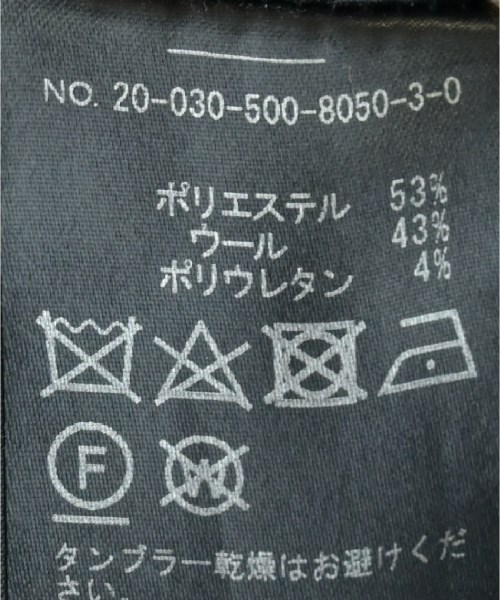 NO. 20-030-500-8050-3-0
ポリエステル 53%
ウール 43%
ポリウレタン 4%
F W
タンブラー乾燥はお避けくだ
さい。